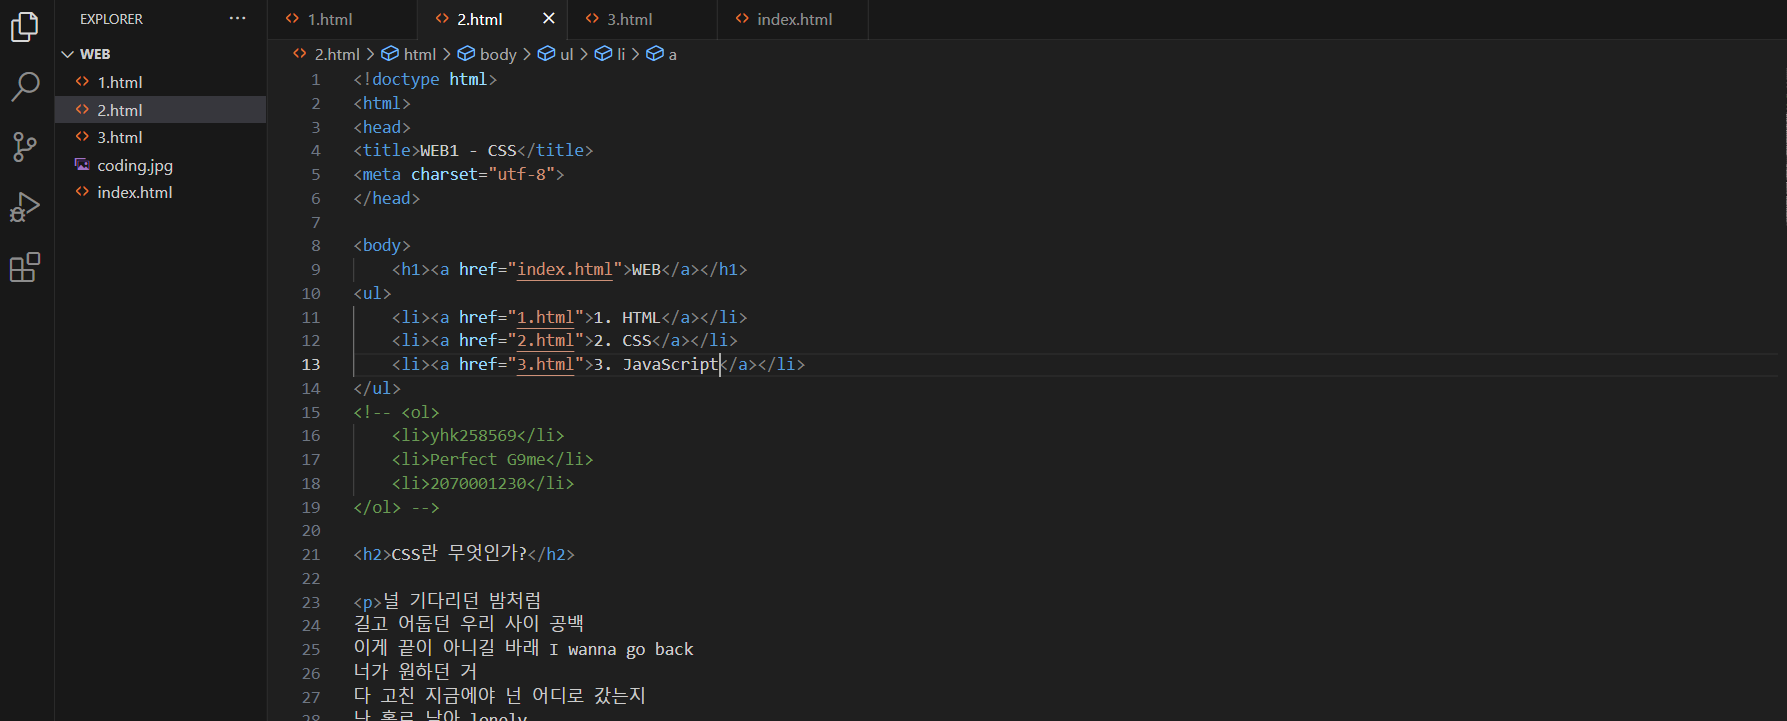 EXPLORER
WEB
1.html
2.html
3.html
coding.jpg
index.html
1.html
2.html
3.html
index.html
2.html > html > body > ul > li > a
1 <!doctype html>
2 <html>
3 <head>
4 <title>WEB1 - CSS</title>
5 <meta charset="utf-8">
6 </head>
7
8 <body>
9 <h1><a href="index.html">WEB</a></h1>
10 <ul>
11 <li><a href="1.html">1. HTML</a></li>
12 <li><a href="2.html">2. CSS</a></li>
13 <li><a href="3.html">3. JavaScript</a></li>
14 </ul>
15 <!-- <ol>
16 <li>yhk258569</li>
17 <li>Perfect G9me</li>
18 <li>2070001230</li>
19 </ol> -->
20
21 <h2>CSS란 무엇인가?</h2>
22
23 <p>널 기다리던 밤처럼
24 길고 어둡던 우리 사이 공백
25 이게 끝이 아니길 바래 I wanna go back
26 너가 원하던 거
27 다 고친 지금에야 넌 어디로 갔는지
28 난 홀로 남아 lonely